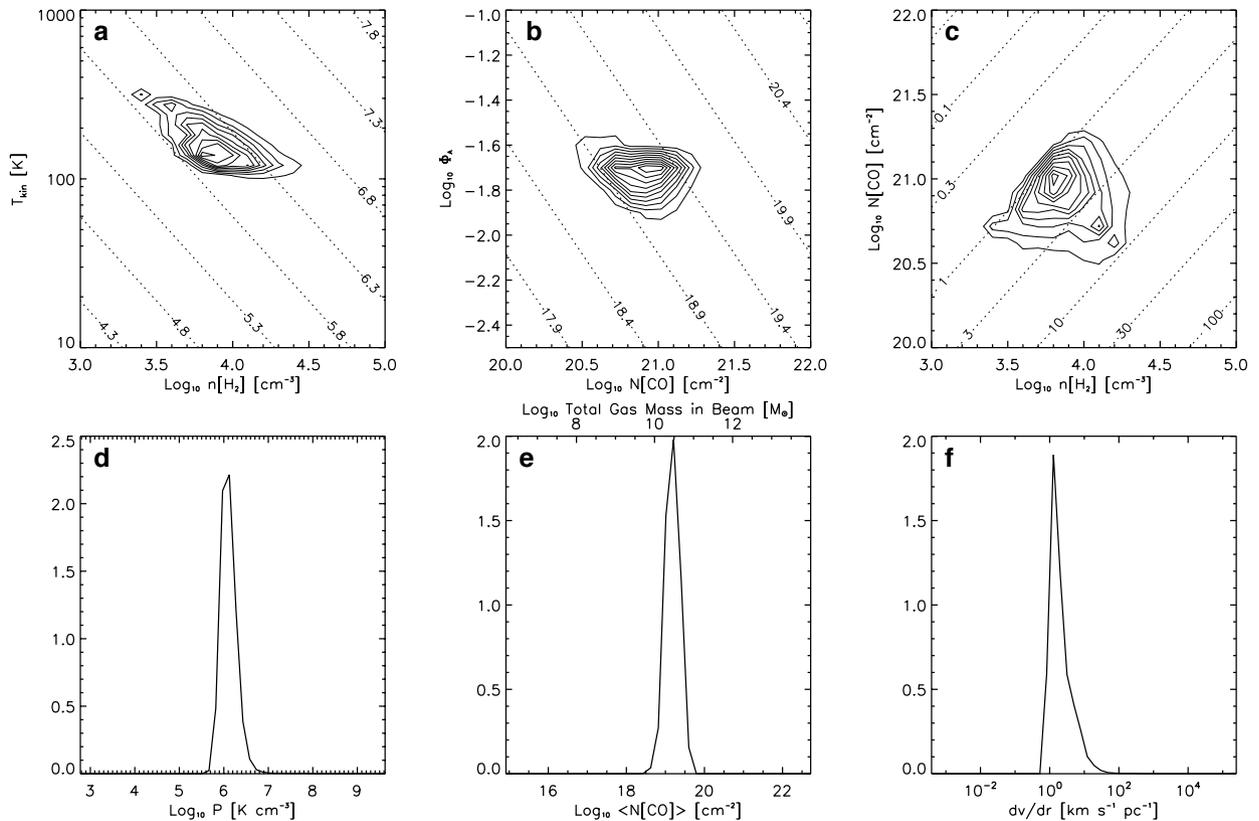 a
1000
100
10
T_kin [K]
7.8
7.3
6.8
6.3
5.8
5.3
4.8
4.3
3.0 3.5 4.0 4.5 5.0
Log₁₀ n[H₂] [cm⁻³]
b
-1.0
-1.2
-1.4
-1.6
-1.8
-2.0
-2.2
-2.4
Log₁₀ Φ_A
20.4
19.9
19.4
18.9
18.4
17.9
20.0 20.5 21.0 21.5 22.0
Log₁₀ N[CO] [cm⁻²]
c
22.0
21.5
21.0
20.5
20.0
Log₁₀ N[CO] [cm⁻²]
0.1
0.3
1
3
10
30
100
3.0 3.5 4.0 4.5 5.0
Log₁₀ n[H₂] [cm⁻³]
d
2.5
2.0
1.5
1.0
0.5
0.0
3 4 5 6 7 8 9
Log₁₀ P [K cm⁻³]
Log₁₀ Total Gas Mass in Beam [M⊙]
8 10 12
e
2.0
1.5
1.0
0.5
0.0
16 18 20 22
Log₁₀ <N[CO]> [cm⁻²]
f
2.0
1.5
1.0
0.5
0.0
10⁻² 10⁰ 10² 10⁴
dv/dr [km s⁻¹ pc⁻¹]